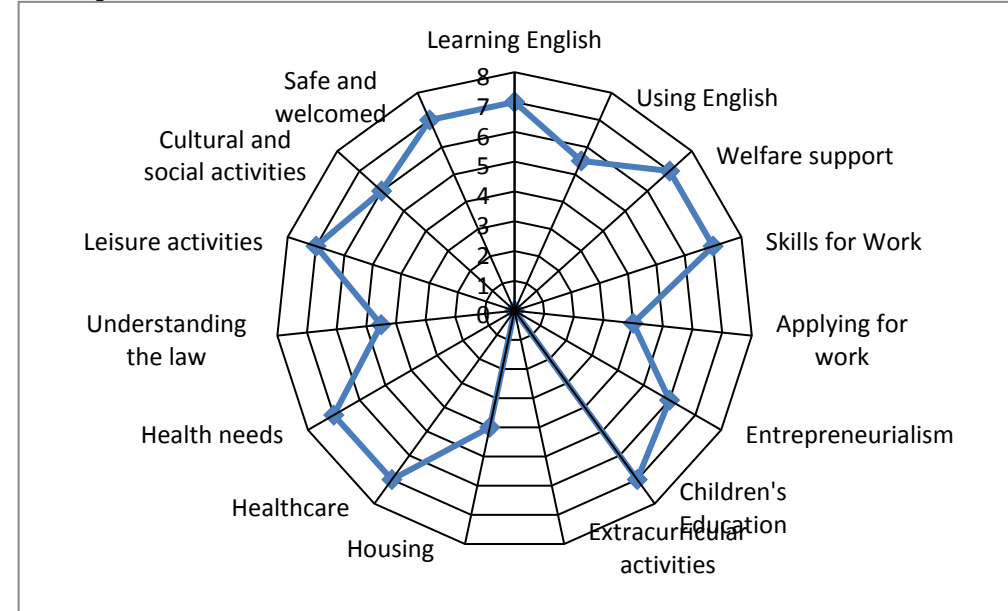 Learning English
Using English
Welfare support
Skills for Work
Applying for
work
Entrepreneurialism
Children's
Education
Extracurricular
activities
Housing
Healthcare
Health needs
Understanding
the law
Leisure activities
Cultural and
social activities
Safe and
welcomed
8
7
6
5
4
3
2
1
0